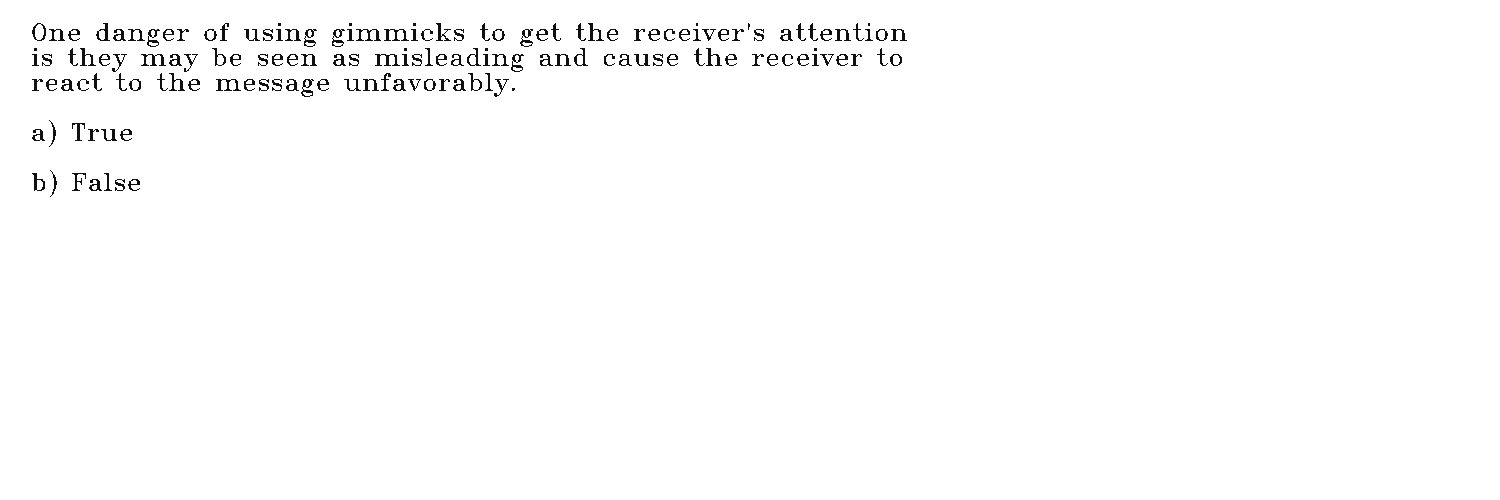 One danger of using gimmicks to get the receiver's attention
is they may be seen as misleading and cause the receiver to
react to the message unfavorably.
a) True
b) False